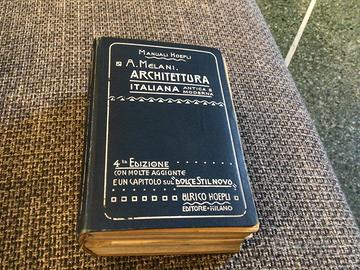 MANUALI HOEPLI
A. MELANI.
ARCHITETTURA
ITALIANA ANTICA E
MODERNA
4ᵀᴬ EDIZIONE
CON MOLTE AGGIUNTE
E UN CAPITOLO SUL "DOLCE STIL NOVO"
ULRICO HOEPLI
EDITORE-MILANO